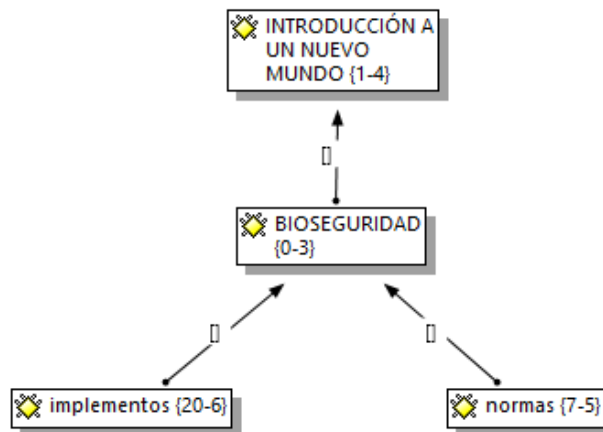 INTRODUCCIÓN A
UN NUEVO
MUNDO {1-4}
[]
BIOSEGURIDAD
{0-3}
[]
[]
implementos {20-6}
normas {7-5}